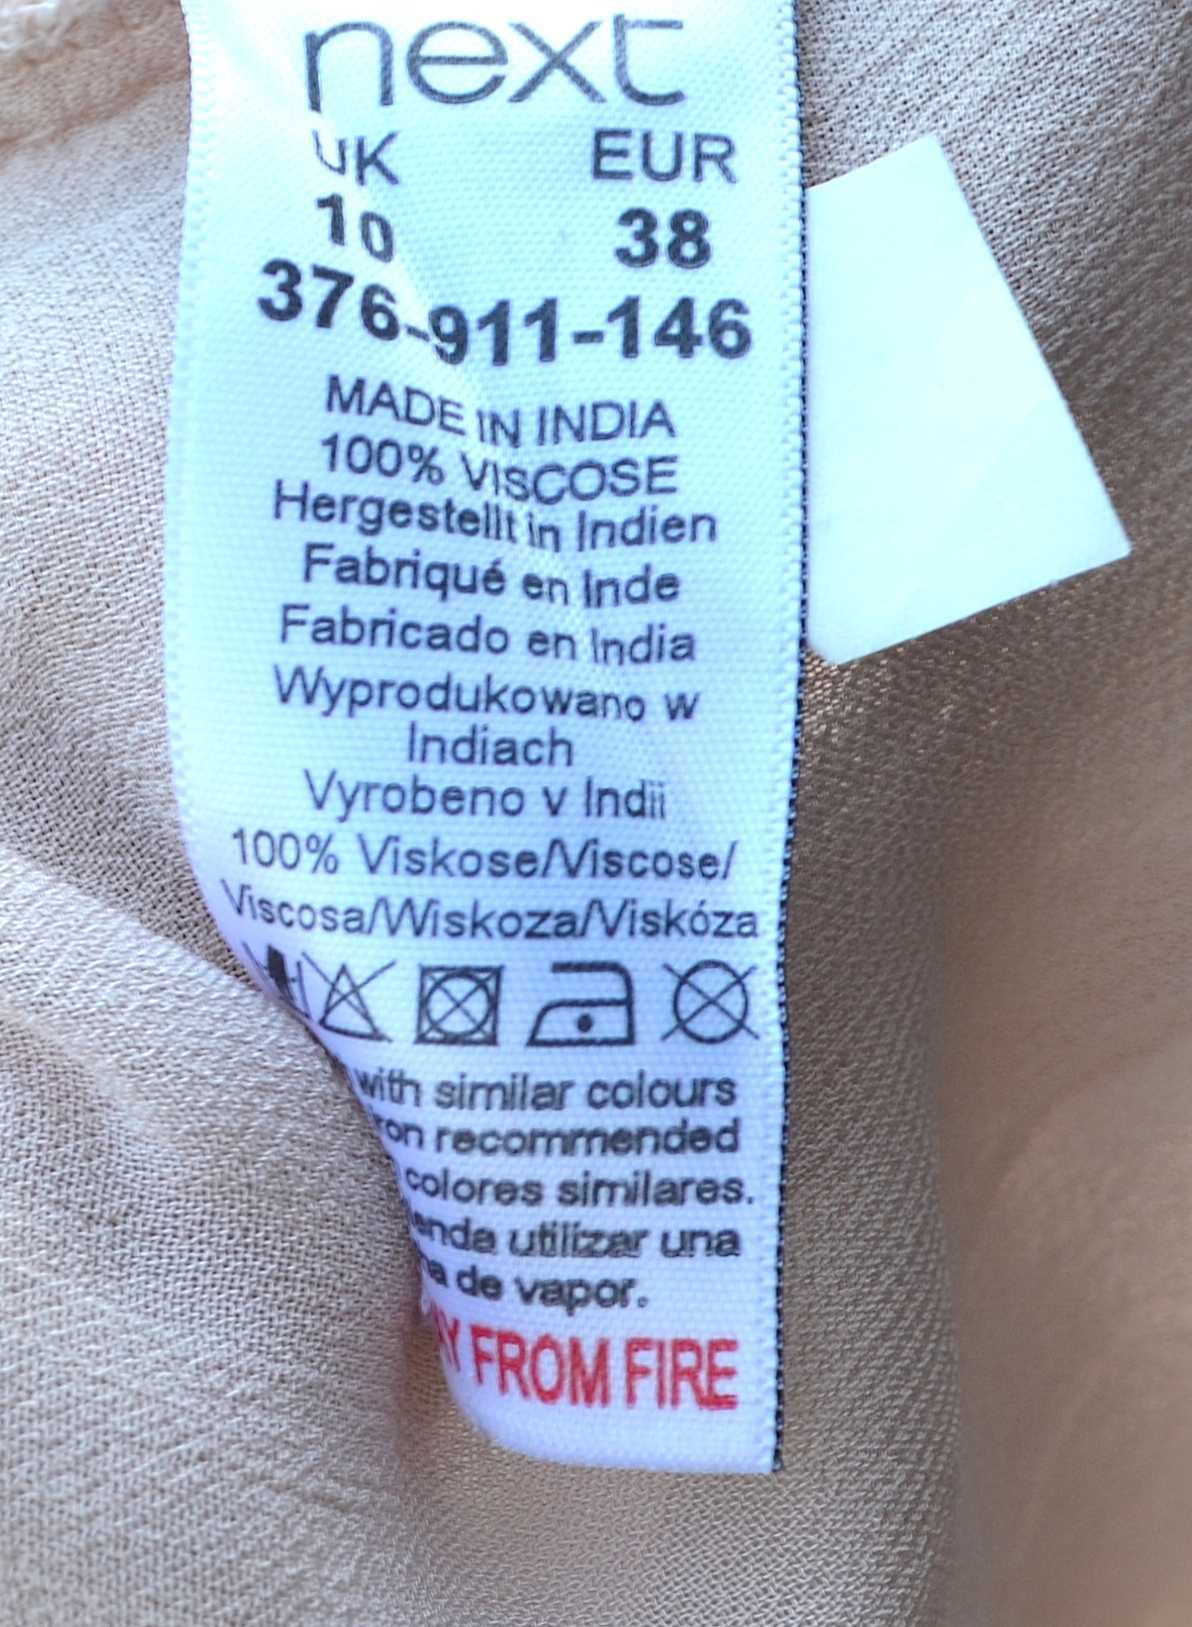 next
UK EUR
10 38
376-911-146
MADE IN INDIA
100% VISCOSE
Hergestellt in Indien
Fabriqué en Inde
Fabricado en India
Wyprodukowano w
Indiach
Vyrobeno v Indii
100% Viskose/Viscose/
Viscosa/Wiskoza/Viskóza
with similar colours
recommended
colores similares.
utilizar una
de vapor.
FROM FIRE